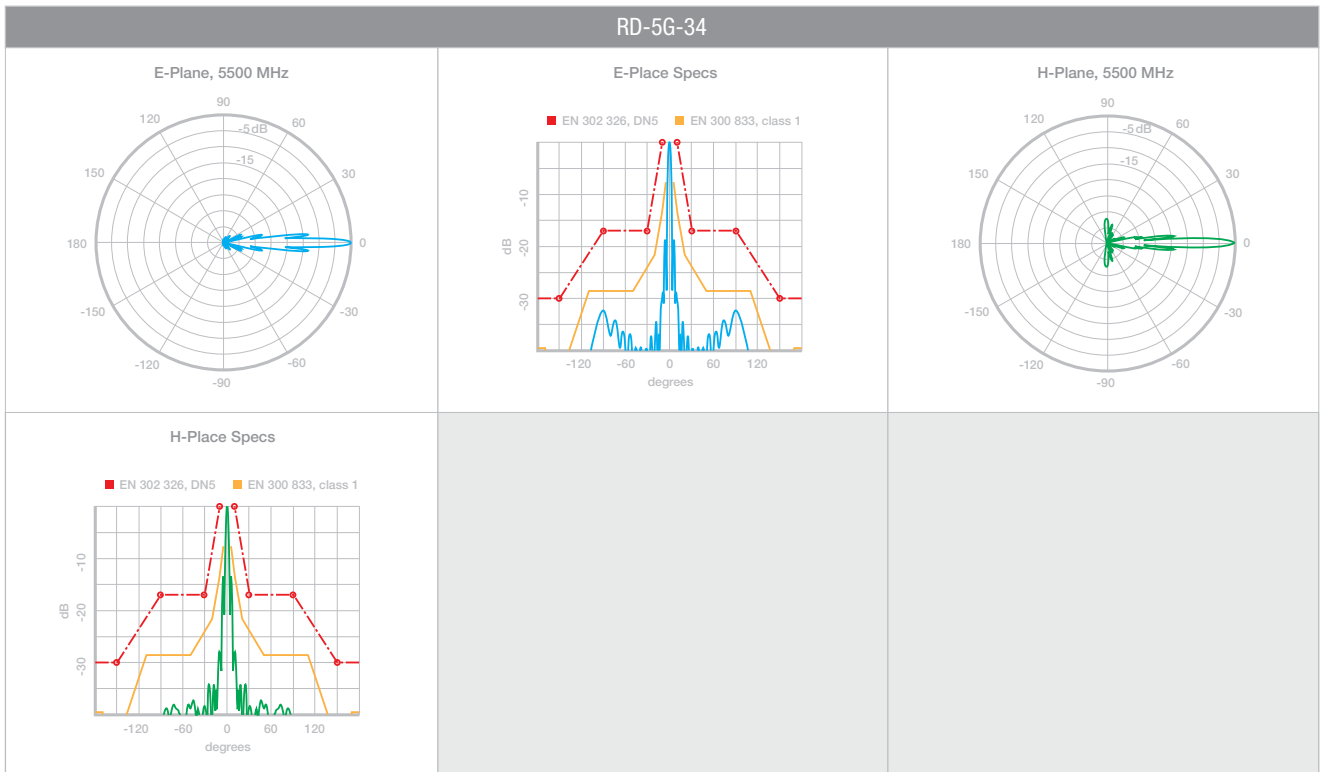 RD-5G-34
E-Plane, 5500 MHz
90
120
60
-5dB
-15
150
30
180
0
-150
-30
-120
-60
-90
E-Place Specs
EN 302 326, DN5
EN 300 833, class 1
-10
-20
-30
dB
-120
-60
0
60
120
degrees
H-Plane, 5500 MHz
90
120
60
-5dB
-15
150
30
180
0
-150
-30
-120
-60
-90
H-Place Specs
EN 302 326, DN5
EN 300 833, class 1
-10
-20
-30
dB
-120
-60
0
60
120
degrees